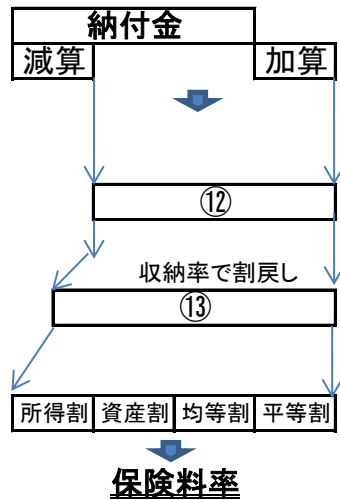 納付金
減算 加算
⑫
収納率で割戻し
⑬
所得割 資産割 均等割 平等割
保険料率